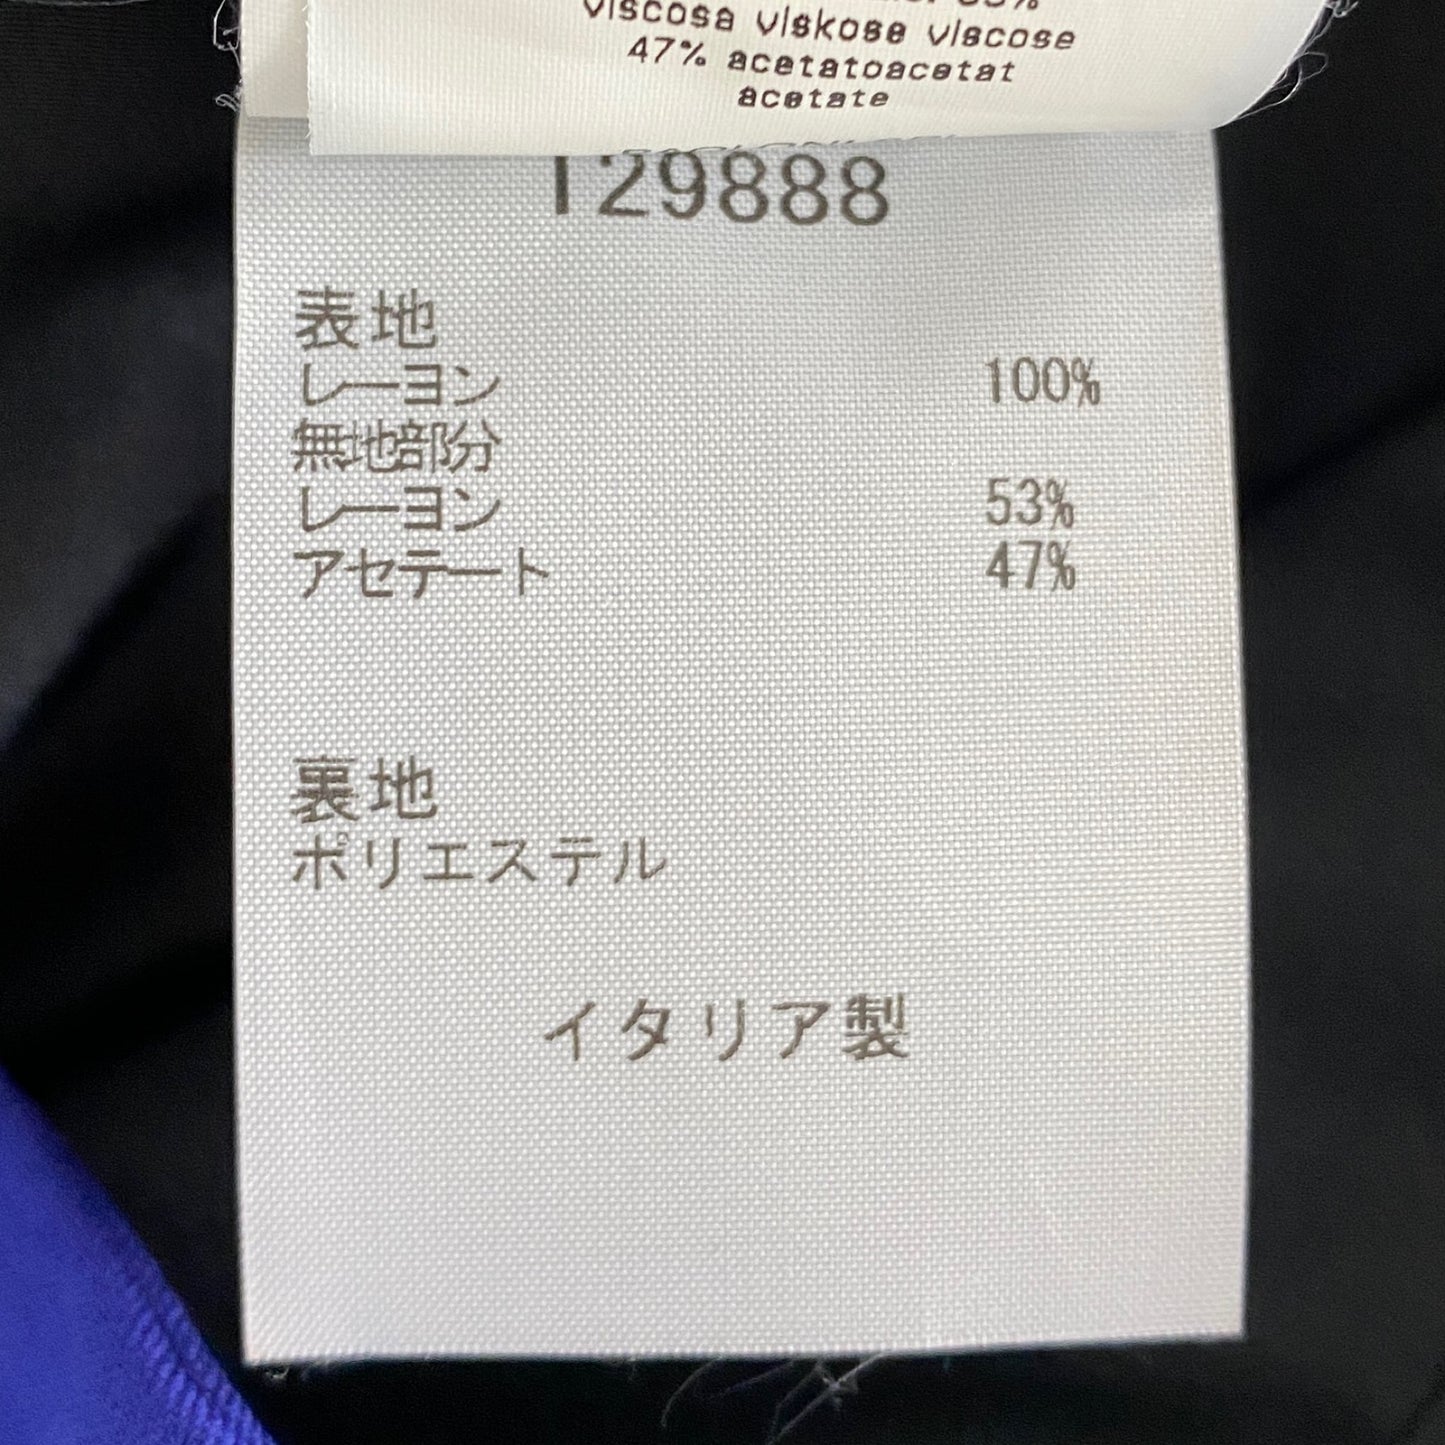 viscosa viskose viscose
47% acetatoacetat
acetate
129888
表地
レーヨン 100%
無地部分
レーヨン 53%
アセテート 47%
裏地
ポリエステル
イタリア製